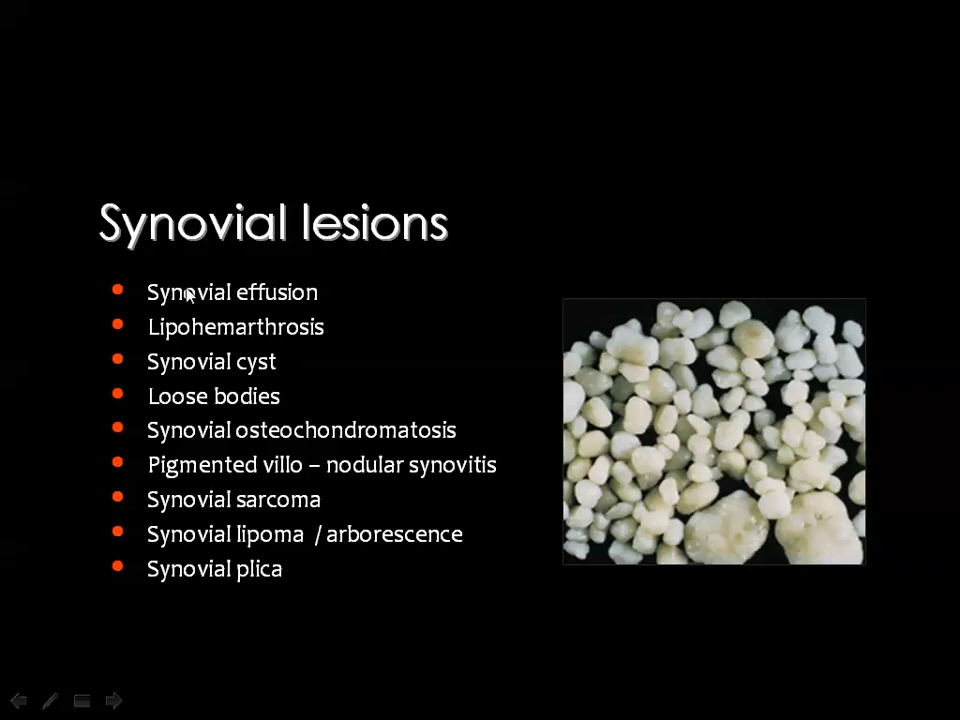 Synovial lesions
Synovial effusion
Lipohemarthrosis
Synovial cyst
Loose bodies
Synovial osteochondromatosis
Pigmented villo – nodular synovitis
Synovial sarcoma
Synovial lipoma / arborescence
Synovial plica